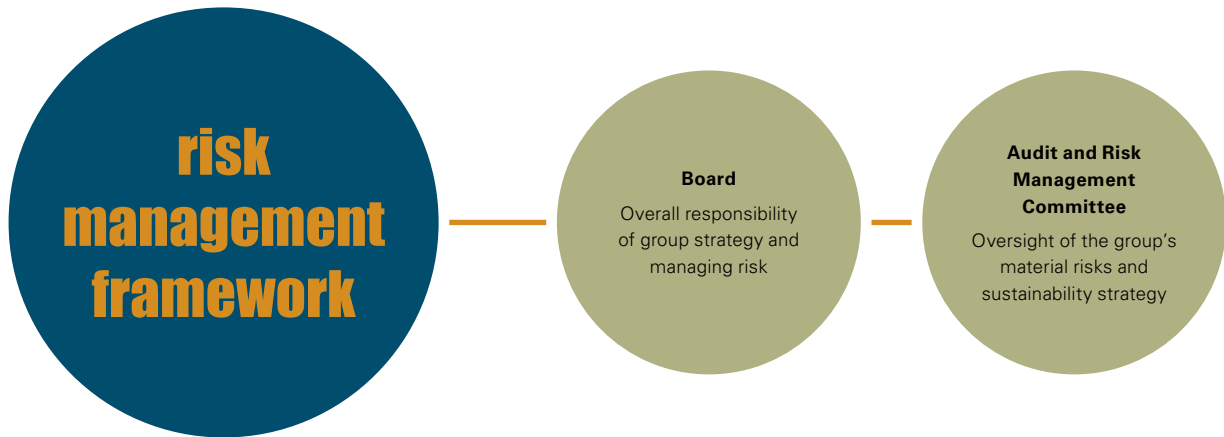 risk
management
framework
Board
Overall responsibility
of group strategy and
managing risk
Audit and Risk
Management
Committee
Oversight of the group’s
material risks and
sustainability strategy